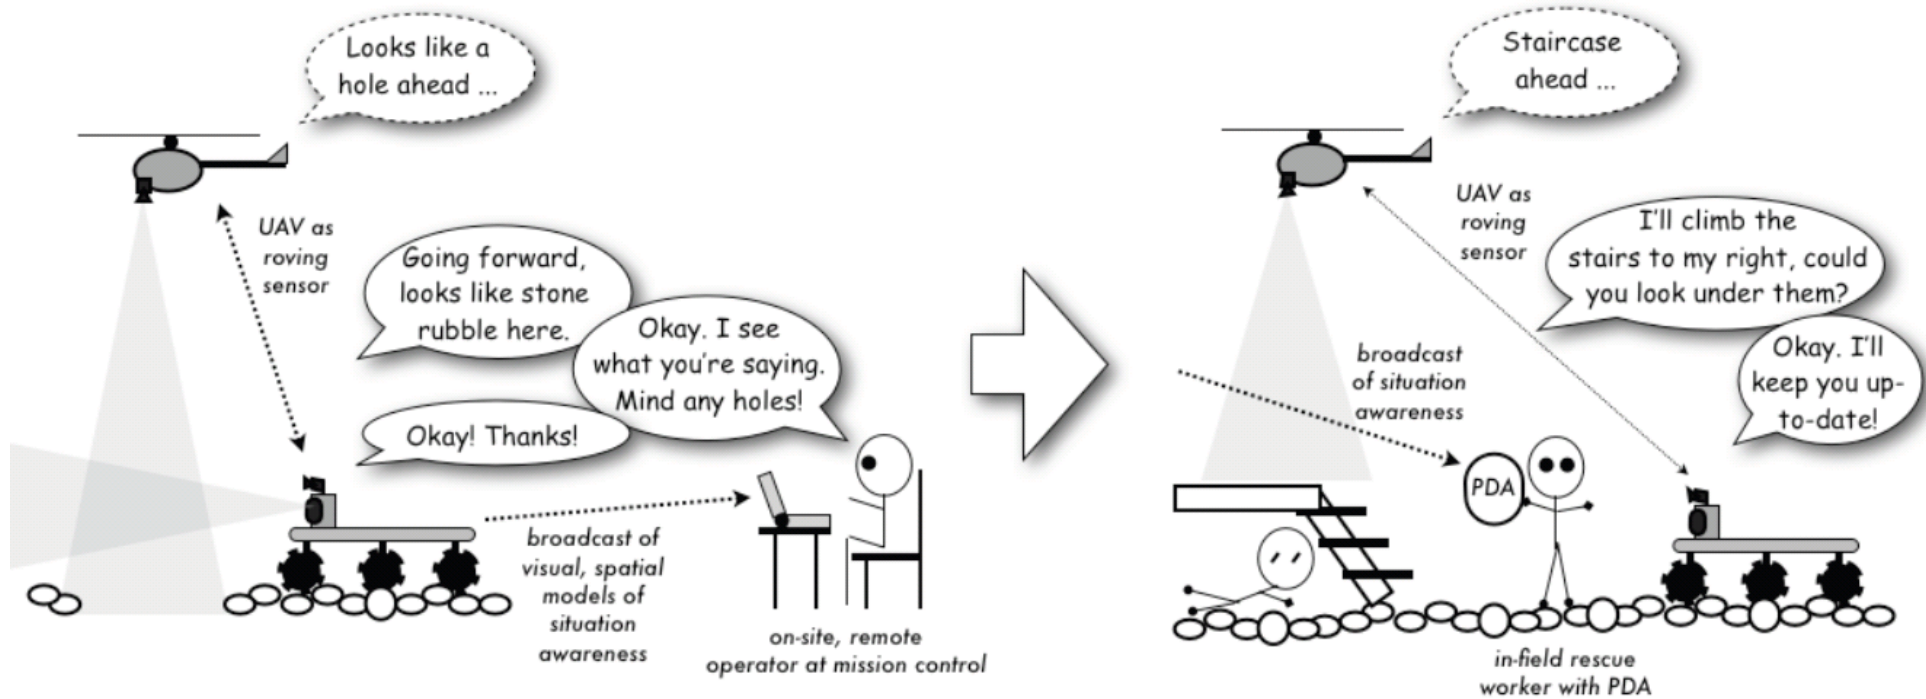 Looks like a
hole ahead ...
UAV as
roving
sensor
Going forward,
looks like stone
rubble here.
Okay. I see
what you're saying.
Mind any holes!
Okay! Thanks!
broadcast of
visual, spatial
models of
situation
awareness
on-site, remote
operator at mission control
Staircase
ahead ...
UAV as
roving
sensor
I'll climb the
stairs to my right, could
you look under them?
Okay. I'll
keep you up-
to-date!
broadcast
of situation
awareness
PDA
in-field rescue
worker with PDA